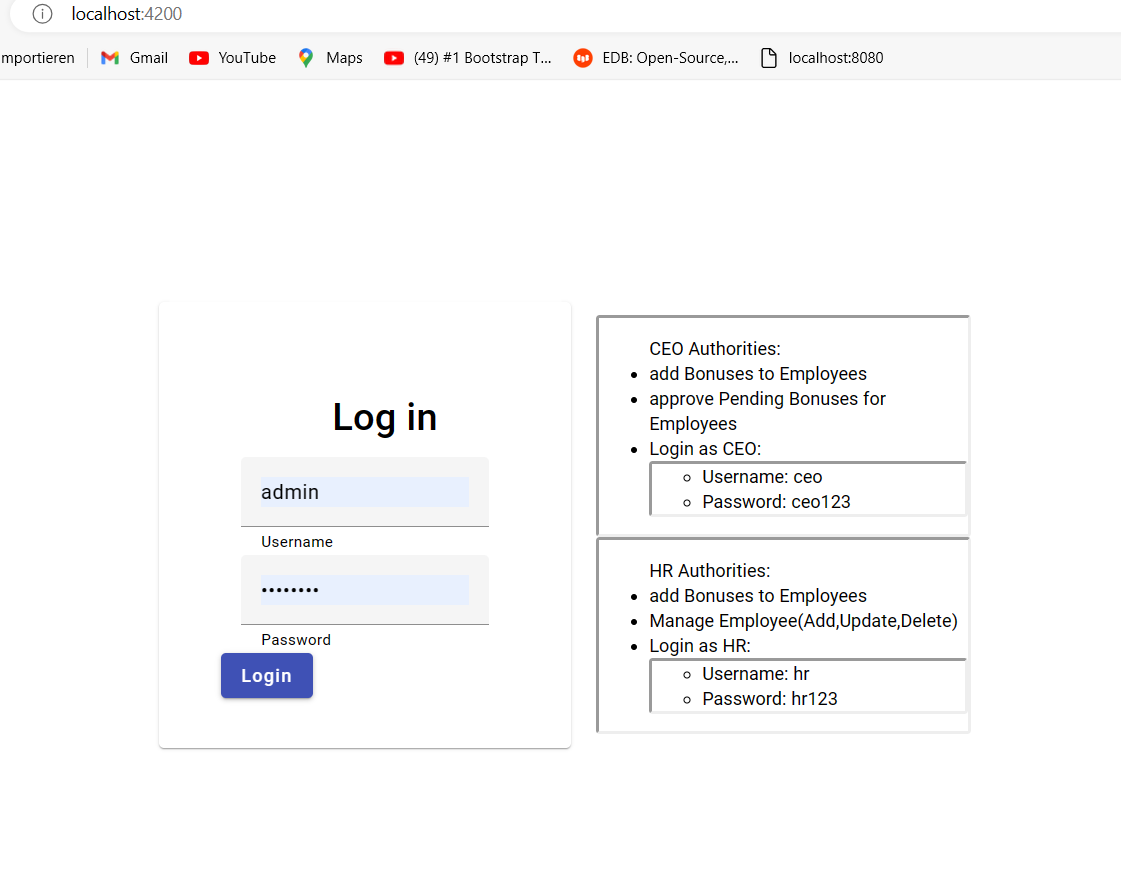 localhost:4200
mportieren
Gmail
YouTube
Maps
(49) #1 Bootstrap T...
EDB: Open-Source,...
localhost:8080
Log in
admin
Username
••••••••
Password
Login
CEO Authorities:
add Bonuses to Employees
approve Pending Bonuses for
Employees
Login as CEO:
Username: ceo
Password: ceo123
HR Authorities:
add Bonuses to Employees
Manage Employee(Add,Update,Delete)
Login as HR:
Username: hr
Password: hr123